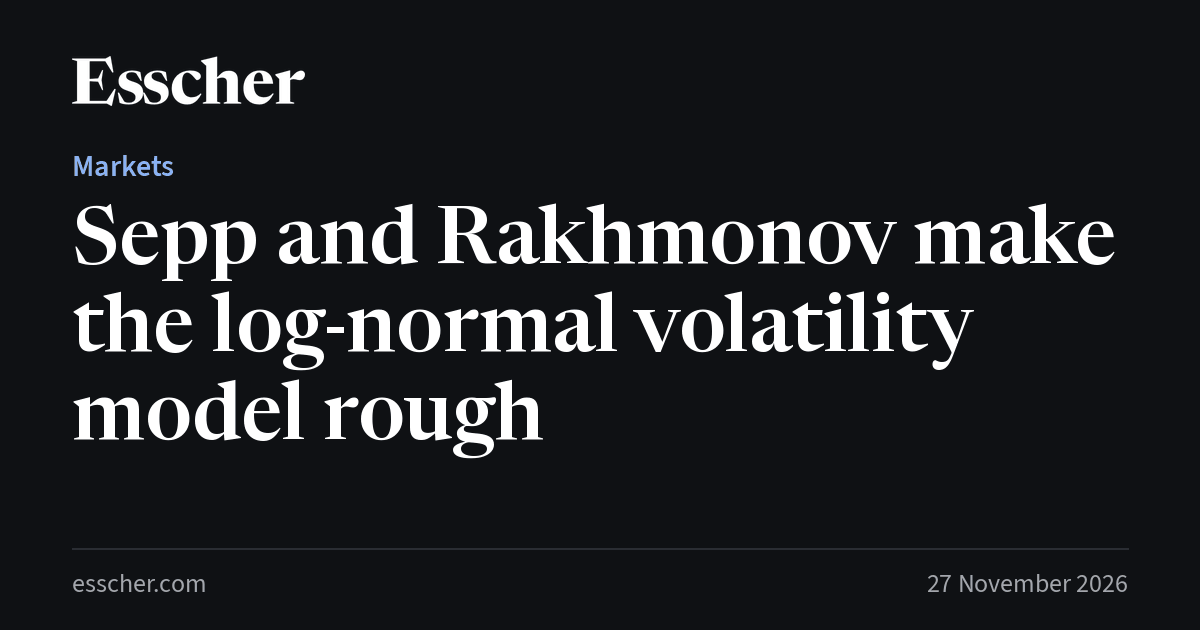 Esscher
Markets
Sepp and Rakhmonov make
the log-normal volatility
model rough
esscher.com
27 November 2026